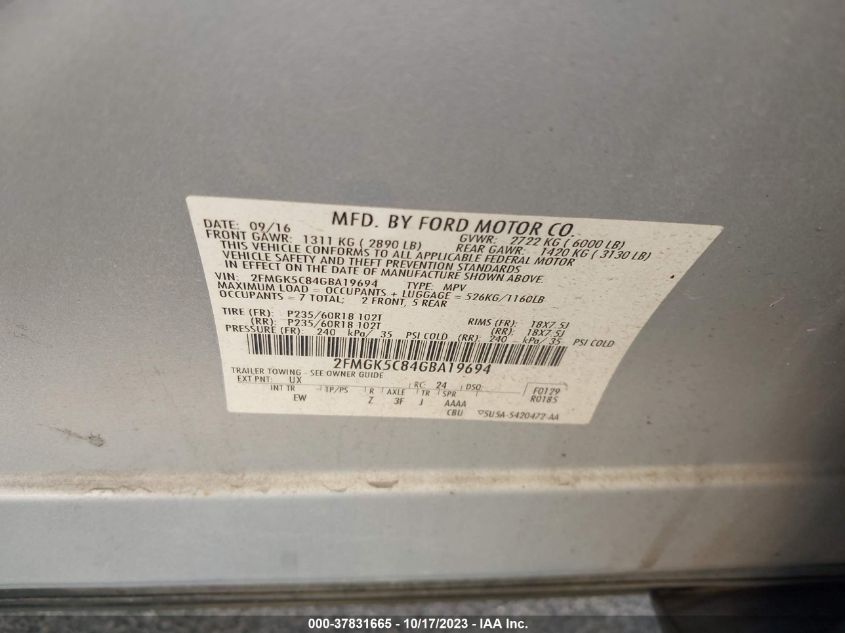 MFD. BY FORD MOTOR CO.
DATE: 09/16 GVWR: 2722 KG ( 6000 LB)
FRONT GAWR: 1311 KG ( 2890 LB) REAR GAWR: 1420 KG ( 3130 LB)
THIS VEHICLE CONFORMS TO ALL APPLICABLE FEDERAL MOTOR
VEHICLE SAFETY AND THEFT PREVENTION STANDARDS
IN EFFECT ON THE DATE OF MANUFACTURE SHOWN ABOVE.
VIN: 2FMGK5C84GBA19694 TYPE: MPV
MAXIMUM LOAD = OCCUPANTS + LUGGAGE = 526KG/1160LB
OCCUPANTS = 7 TOTAL; 2 FRONT, 5 REAR
TIRE (FR): P235/60R18 102T RIMS (FR): 18X7.5J
(RR): P235/60R18 102T (RR): 18X7.5J
PRESSURE (FR): 240 kPa/ 35 PSI COLD (RR): 240 kPa/ 35 PSI COLD
2FMGK5C84GBA19694
TRAILER TOWING - SEE OWNER GUIDE
EXT PNT: UX RC: 24 DSO: F0129
INT TR TP/PS R AXLE TR SPR R0185
EW Z 3F J AAAA
CBU 5U5A-5420472-AA
000-37831665 | 10/17/2023 | IAA Inc.